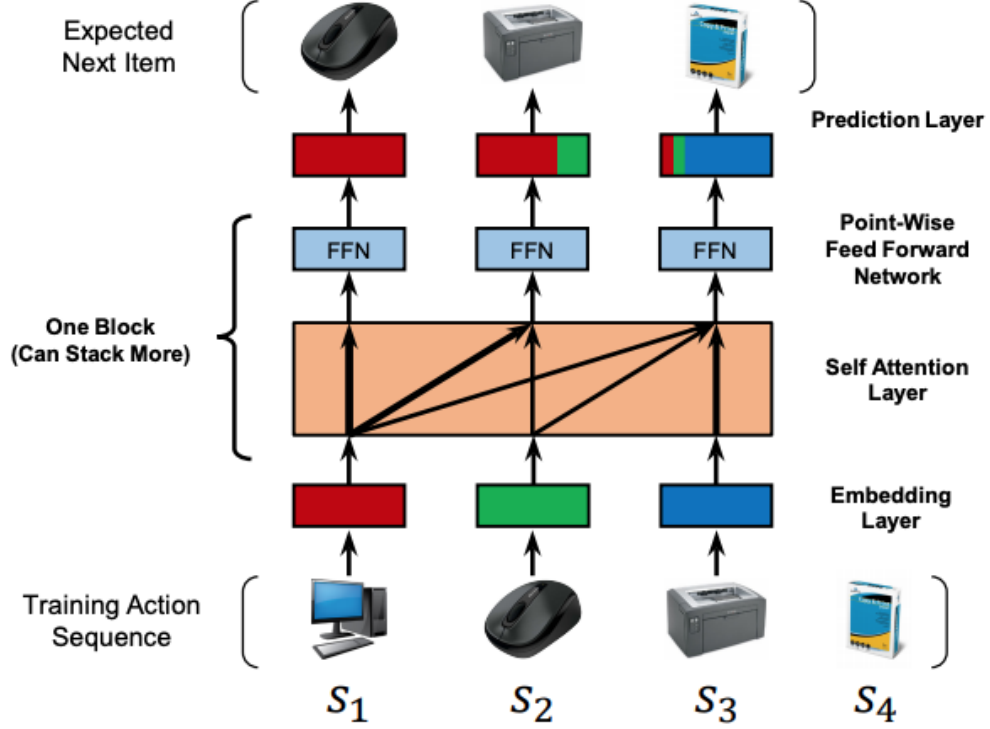 Expected
Next Item
Prediction Layer
FFN
FFN
FFN
Point-Wise
Feed Forward
Network
One Block
(Can Stack More)
Self Attention
Layer
Embedding
Layer
Training Action
Sequence
S1
S2
S3
S4